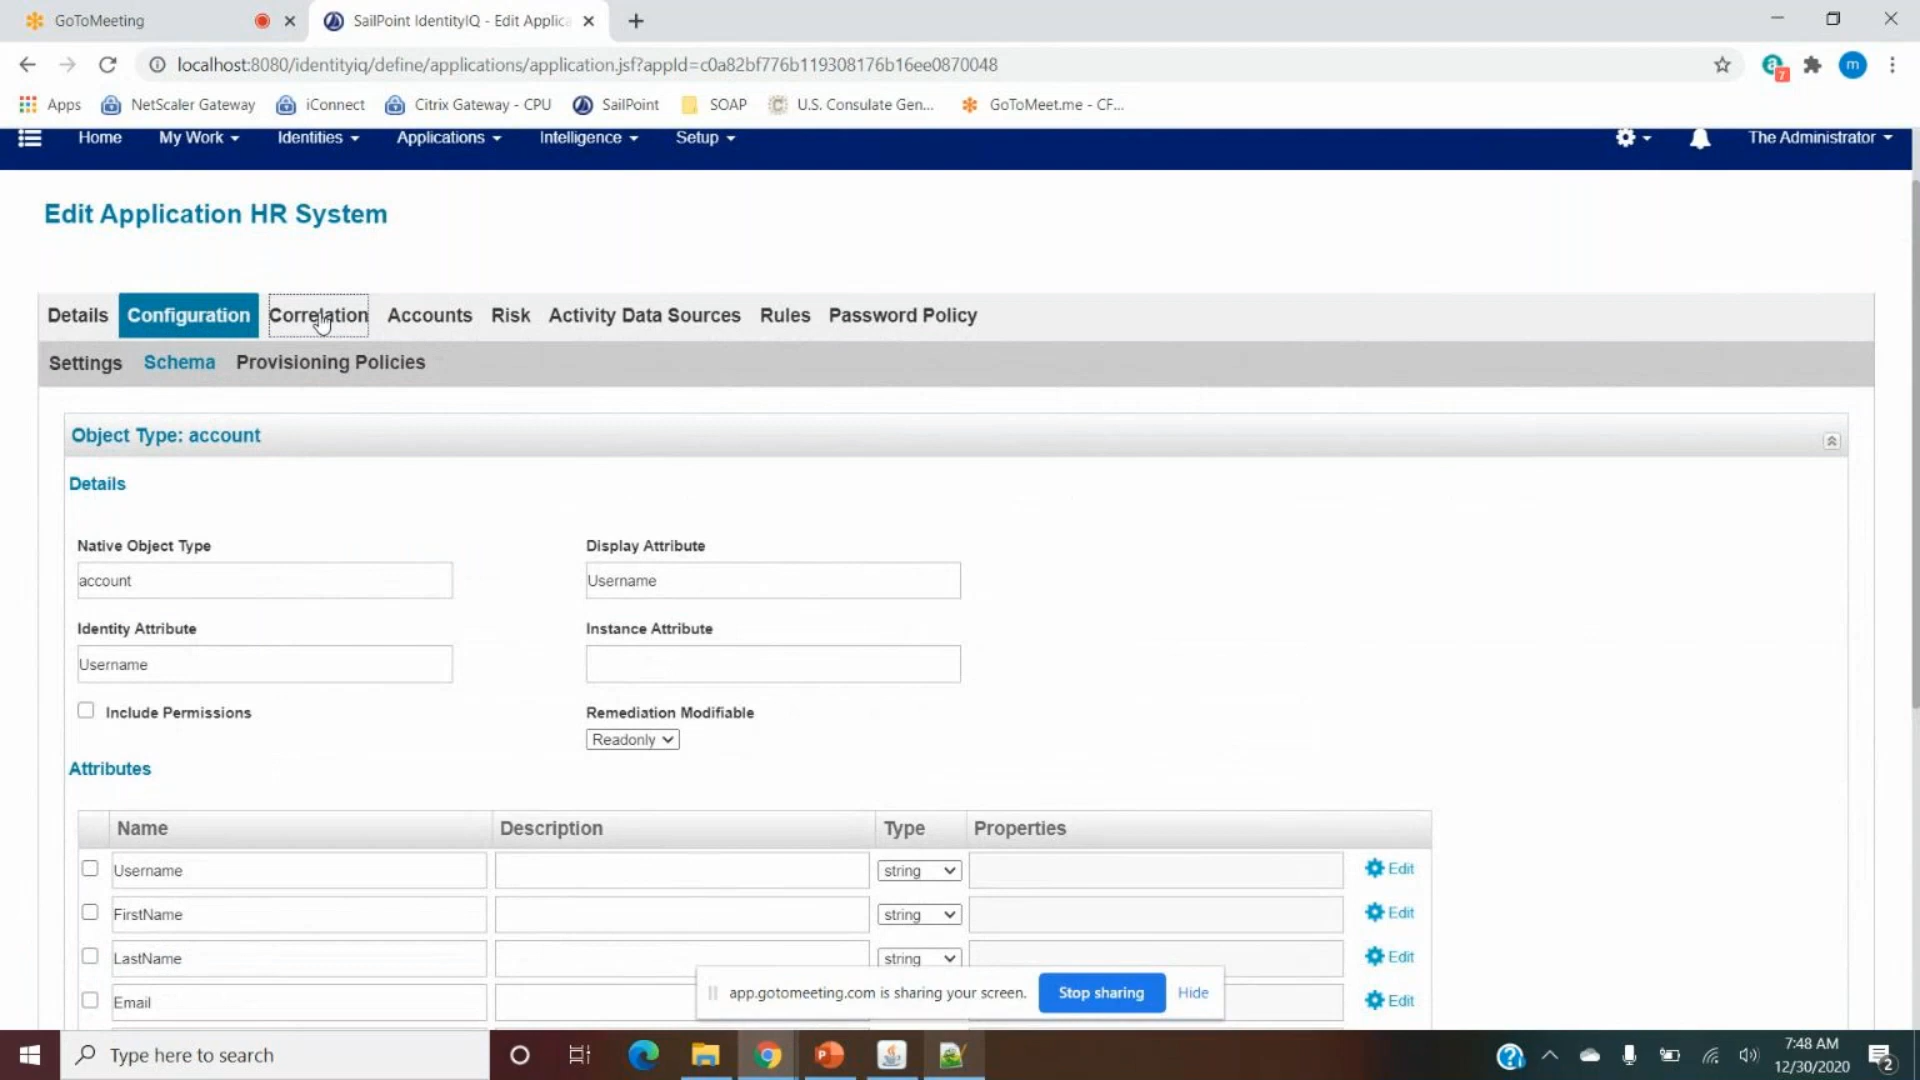 GoToMeeting
SailPoint IdentityIQ - Edit Applica
localhost:8080/identityiq/define/applications/application.jsf?appId=c0a82bf776b119308176b16ee0870048
a
7
m
Apps
NetScaler Gateway
iConnect
Citrix Gateway - CPU
SailPoint
SOAP
U.S. Consulate Gen...
GoToMeet.me - CF...
Home
My Work
Identities
Applications
Intelligence
Setup
The Administrator
Edit Application HR System
Details
Configuration
Correlation
Accounts
Risk
Activity Data Sources
Rules
Password Policy
Settings
Schema
Provisioning Policies
Object Type: account
Details
Native Object Type
Display Attribute
account
Username
Identity Attribute
Instance Attribute
Username
Include Permissions
Remediation Modifiable
Readonly
Attributes
Name
Description
Type
Properties
Username
string
Edit
FirstName
string
Edit
LastName
string
Edit
Email
Edit
app.gotomeeting.com is sharing your screen.
Stop sharing
Hide
Type here to search
7:48 AM
12/30/2020
2